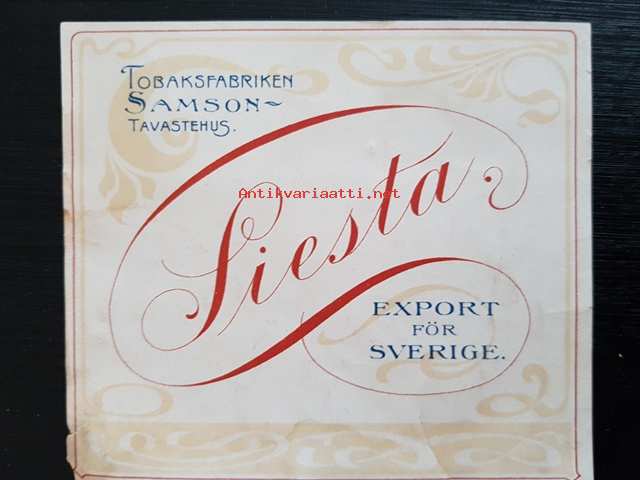 TOBAKSFABRIKEN
SAMSON~
TAVASTEHUS.
Antikvariaatti.net
Siesta.
EXPORT
FÖR
SVERIGE.